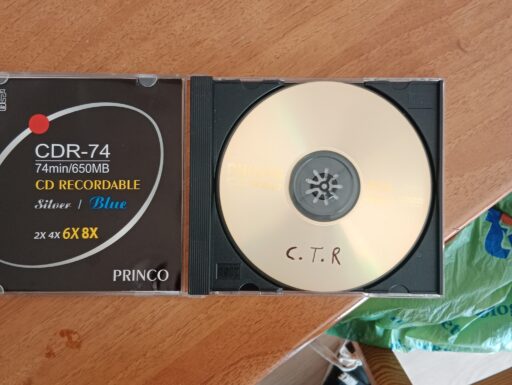 CDR-74
74min/650MB
CD RECORDABLE
Silver / Blue
2X 4X 6X 8X
PRINCO
C.T.R